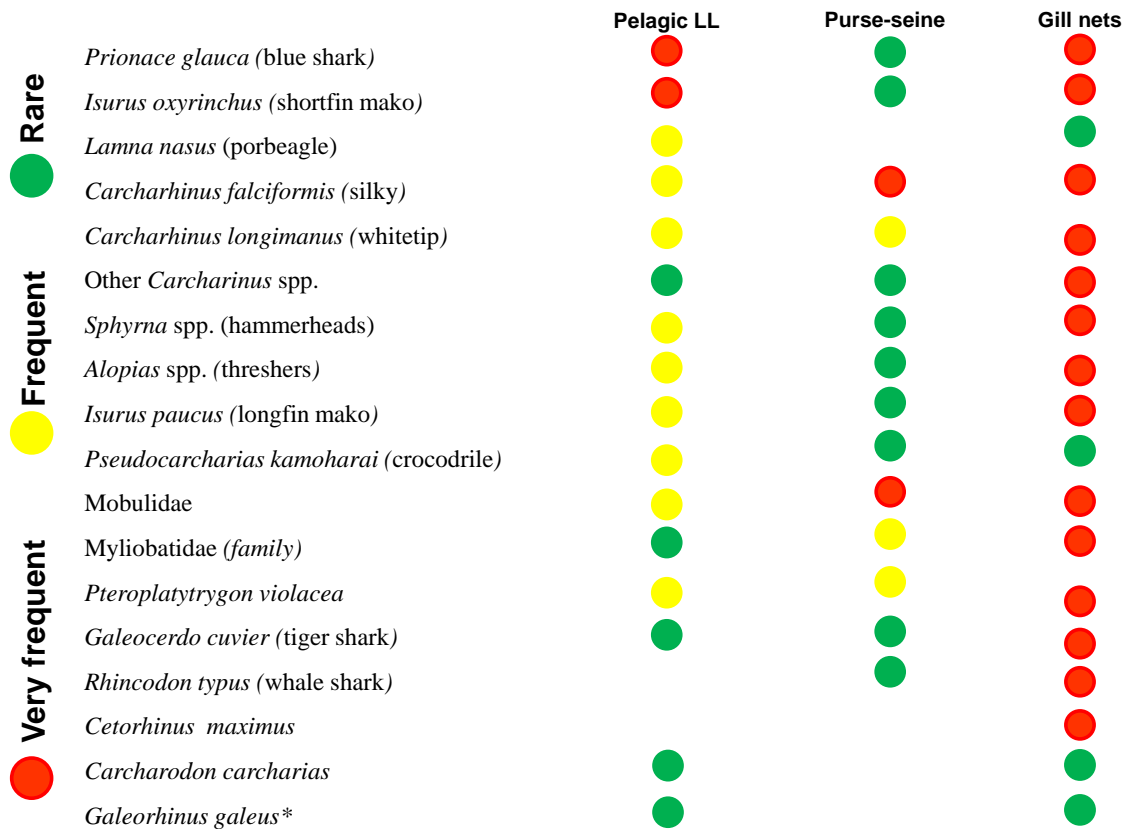 Pelagic LL Purse-seine Gill nets
Rare
Frequent
Very frequent
Prionace glauca (blue shark)
Isurus oxyrinchus (shortfin mako)
Lamna nasus (porbeagle)
Carcharhinus falciformis (silky)
Carcharhinus longimanus (whitetip)
Other Carcharinus spp.
Sphyrna spp. (hammerheads)
Alopias spp. (threshers)
Isurus paucus (longfin mako)
Pseudocarcharias kamoharai (crocodrile)
Mobulidae
Myliobatidae (family)
Pteroplatytrygon violacea
Galeocerdo cuvier (tiger shark)
Rhincodon typus (whale shark)
Cetorhinus maximus
Carcharodon carcharias
Galeorhinus galeus*